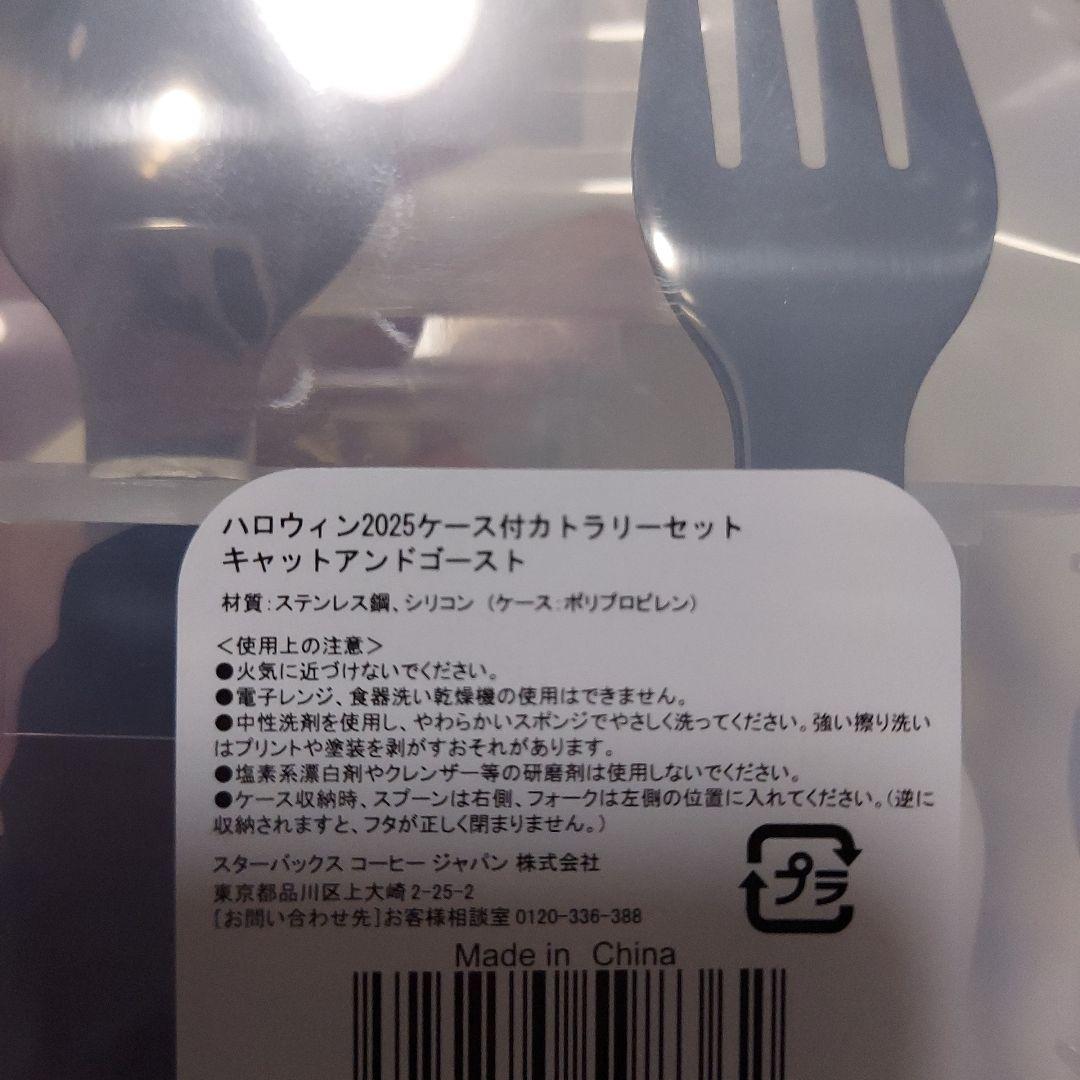 ハロウィン2025ケース付カトラリーセット
キャットアンドゴースト
材質:ステンレス鋼、シリコン（ケース:ポリプロピレン）
＜使用上の注意＞
●火気に近づけないでください。
●電子レンジ、食器洗い乾燥機の使用はできません。
●中性洗剤を使用し、やわらかいスポンジでやさしく洗ってください。強い擦り洗い
はプリントや塗装を剥がすおそれがあります。
●塩素系漂白剤やクレンザー等の研磨剤は使用しないでください。
●ケース収納時、スプーンは右側、フォークは左側の位置に入れてください。（逆に
収納されますと、フタが正しく閉まりません。）
スターバックス コーヒー ジャパン 株式会社
東京都品川区上大崎2-25-2
[お問い合わせ先]お客様相談室 0120-336-388
プラ
Made in China